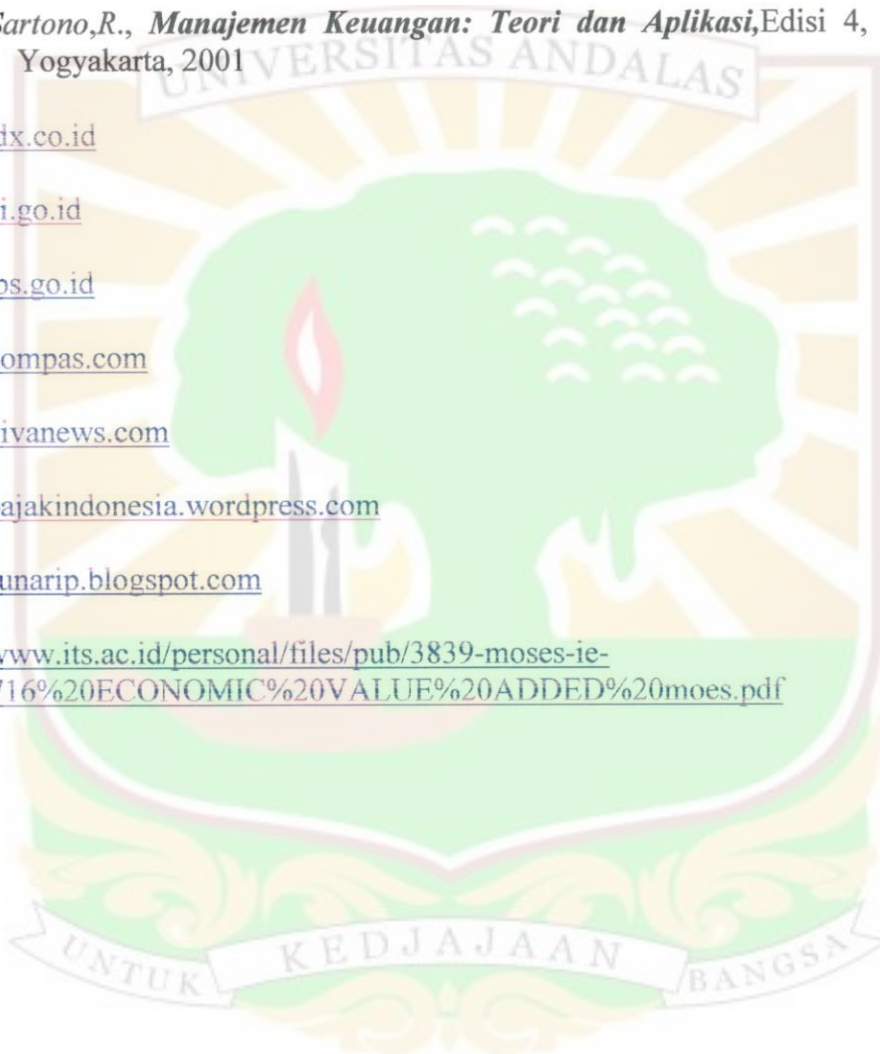 Sartono,R., Manajemen Keuangan: Teori dan Aplikasi,Edisi 4,
Yogyakarta, 2001
UNIVERSITAS ANDALAS
dx.co.id
i.go.id
ps.go.id
ompas.com
ivanews.com
ajakindonesia.wordpress.com
unarip.blogspot.com
www.its.ac.id/personal/files/pub/3839-moses-ie-
716%20ECONOMIC%20VALUE%20ADDED%20moes.pdf
UNTUK KEDJAJAAN BANGSA